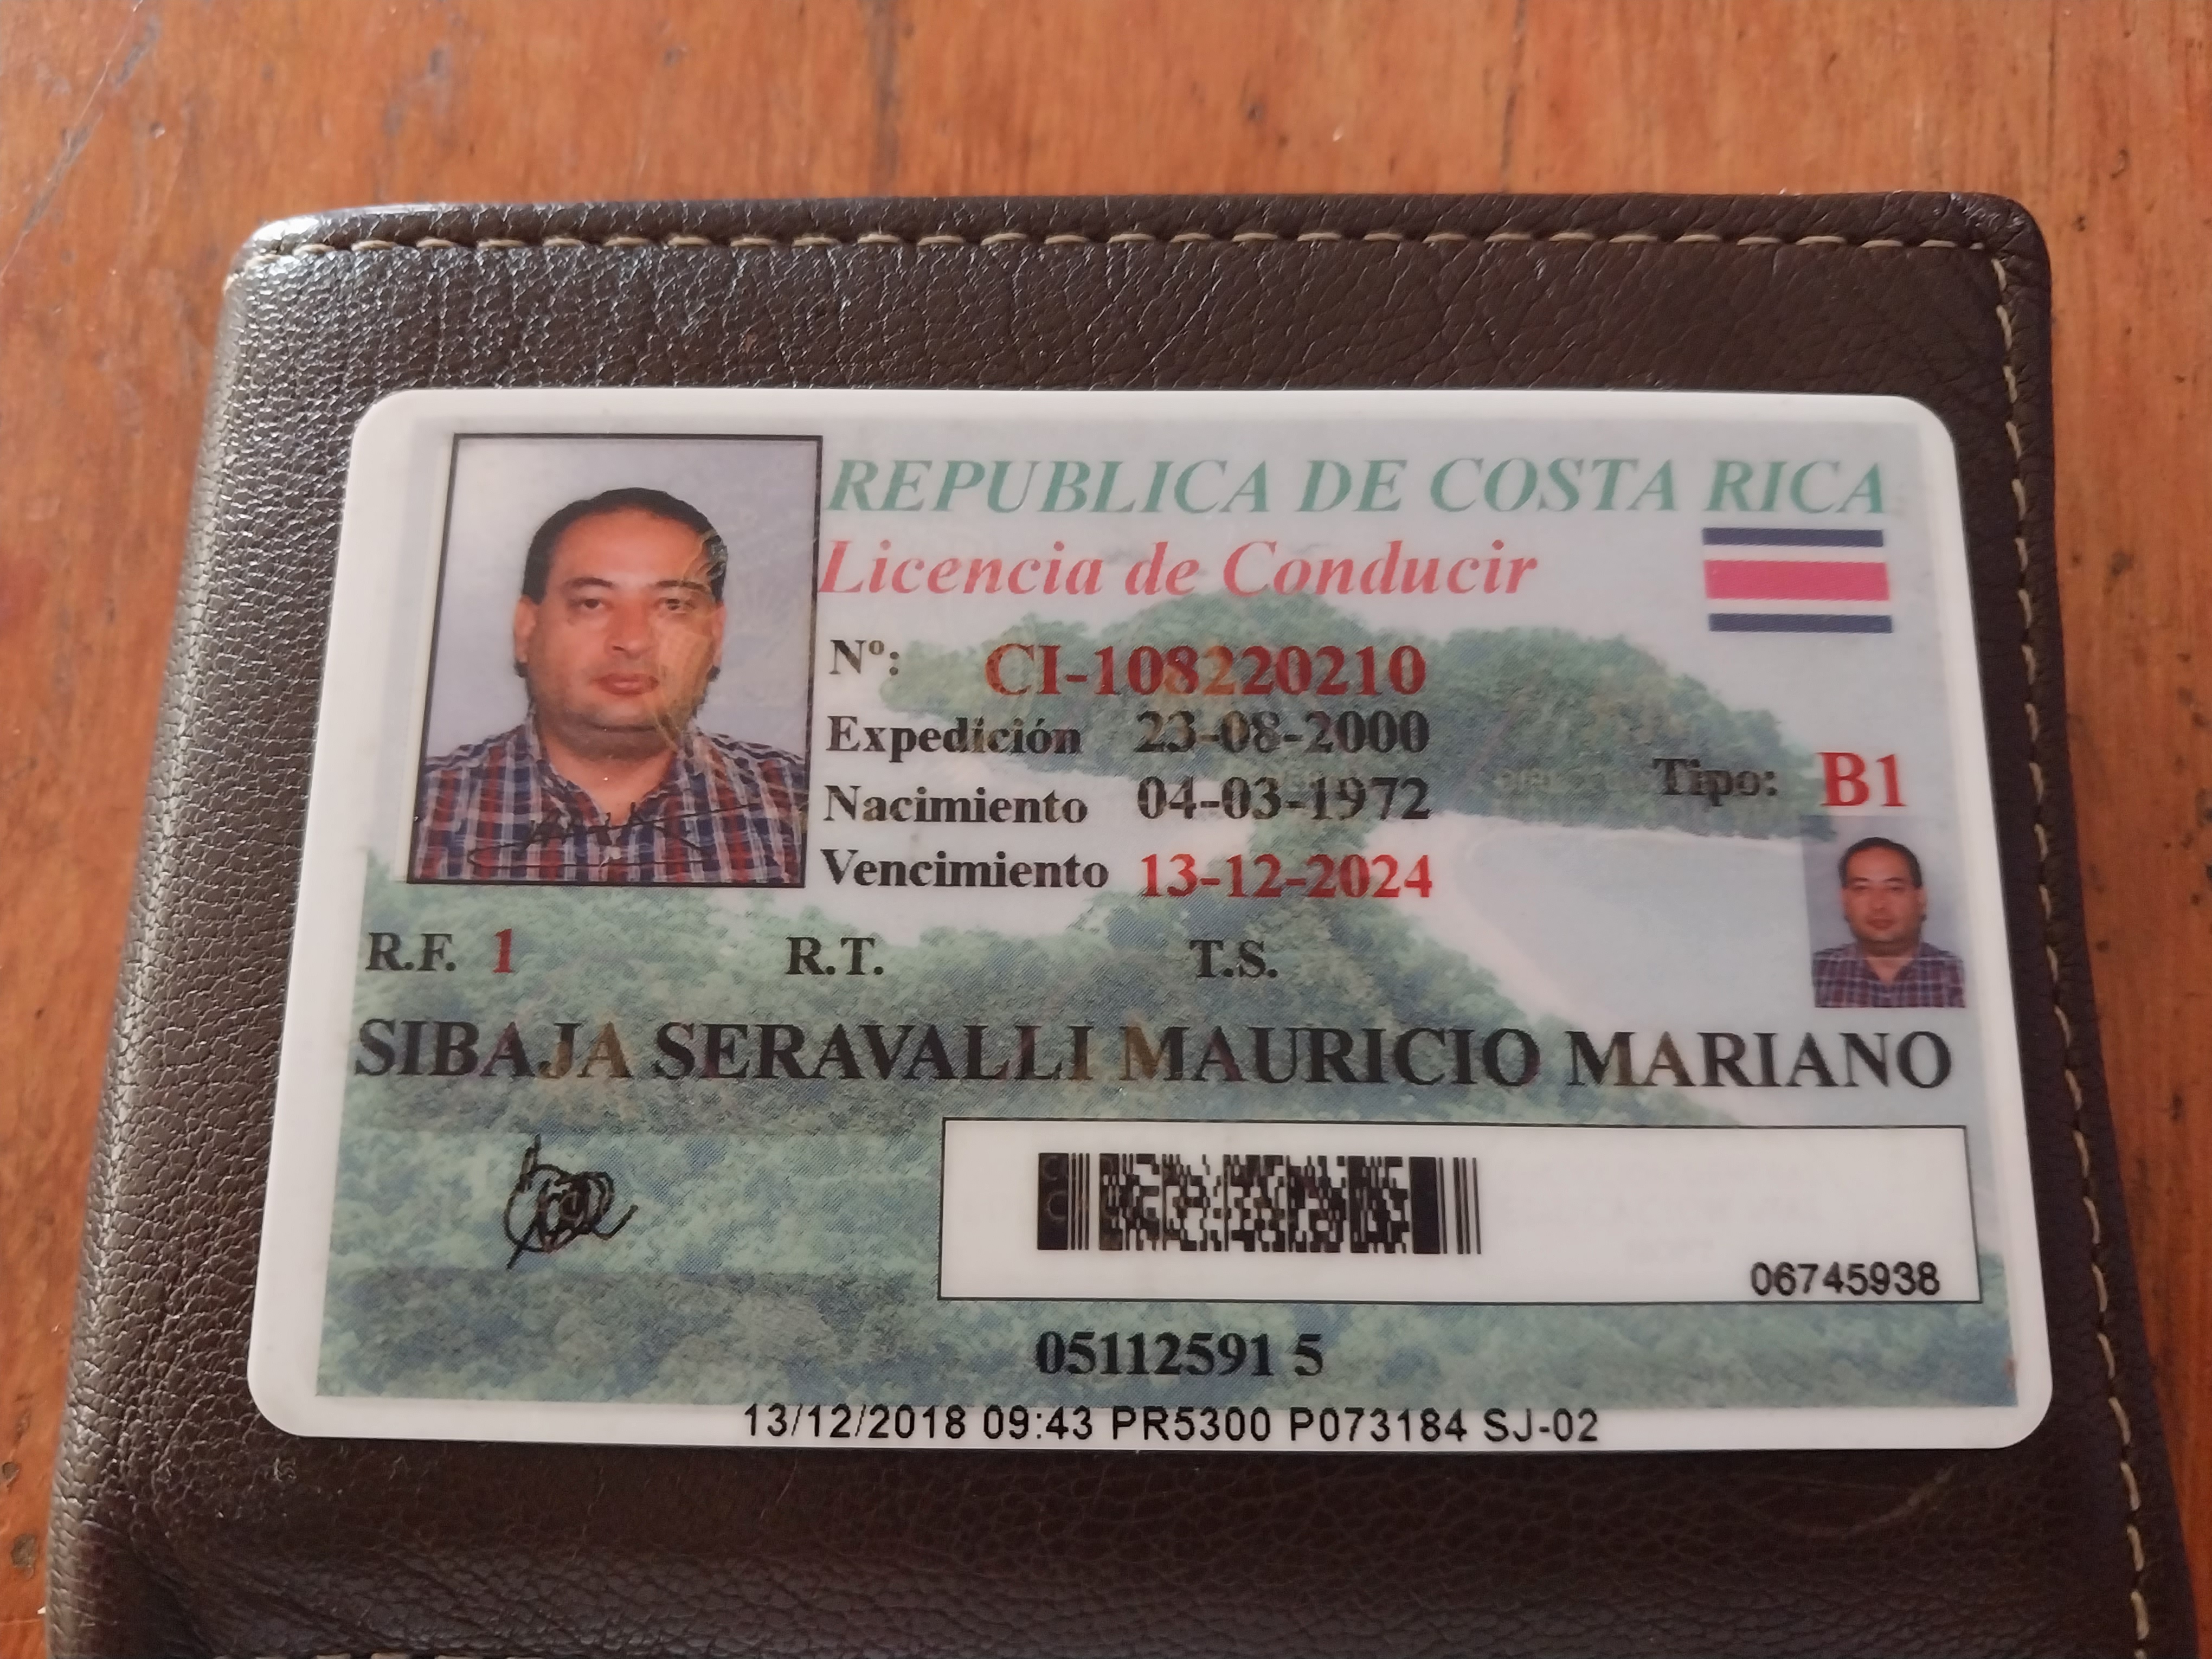 REPUBLICA DE COSTA RICA
Licencia de Conducir
Nº: CI-108220210
Expedición 23-08-2000
Nacimiento 04-03-1972
Tipo: B1
Vencimiento 13-12-2024
R.F. 1 R.T. T.S.
SIBAJA SERAVALLI MAURICIO MARIANO
06745938
05112591 5
13/12/2018 09:43 PR5300 P073184 SJ-02